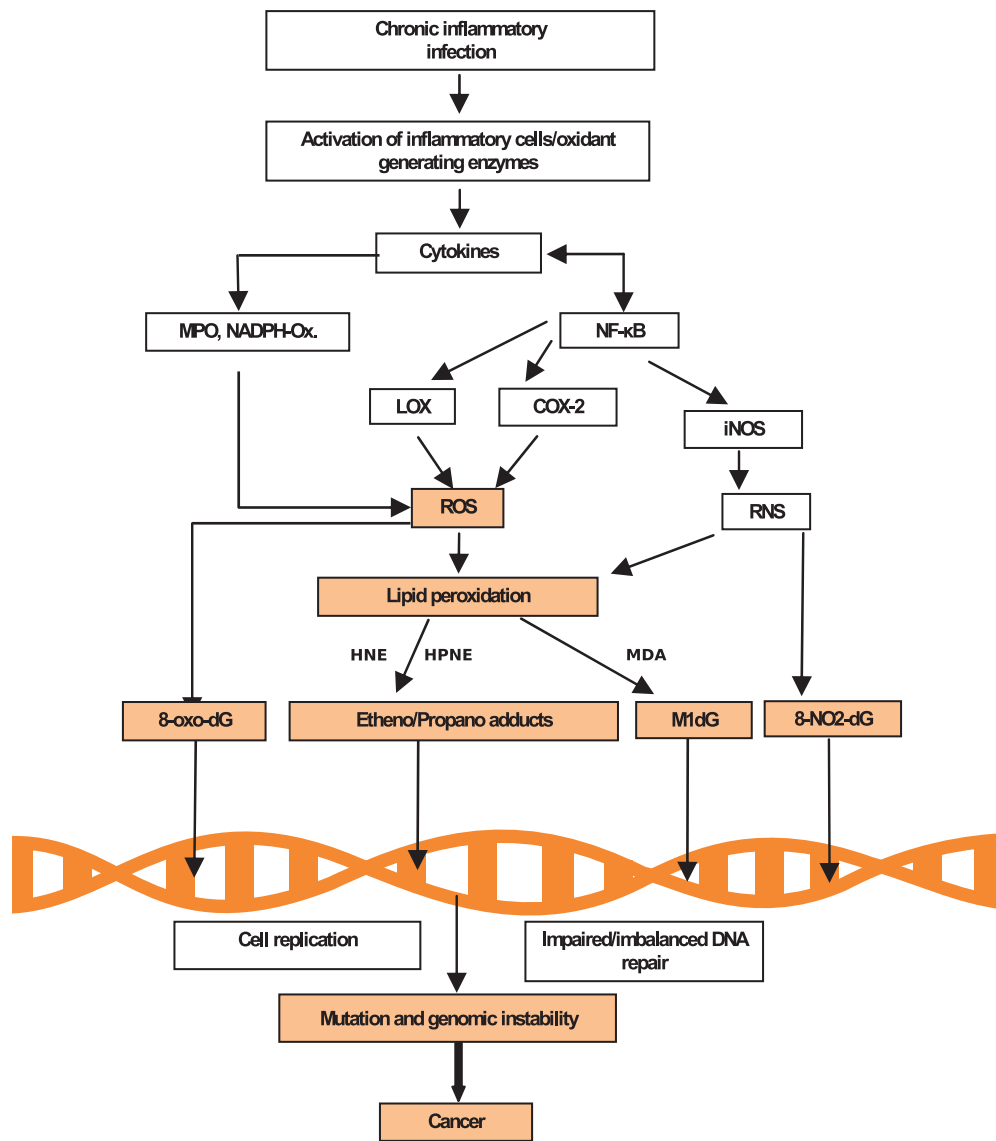 Chronic inflammatory
infection
Activation of inflammatory cells/oxidant
generating enzymes
Cytokines
MPO, NADPH-Ox.
NF-κB
LOX
COX-2
iNOS
ROS
RNS
Lipid peroxidation
HNE
HPNE
MDA
8-oxo-dG
Etheno/Propano adducts
M1dG
8-NO2-dG
Cell replication
Impaired/imbalanced DNA
repair
Mutation and genomic instability
Cancer